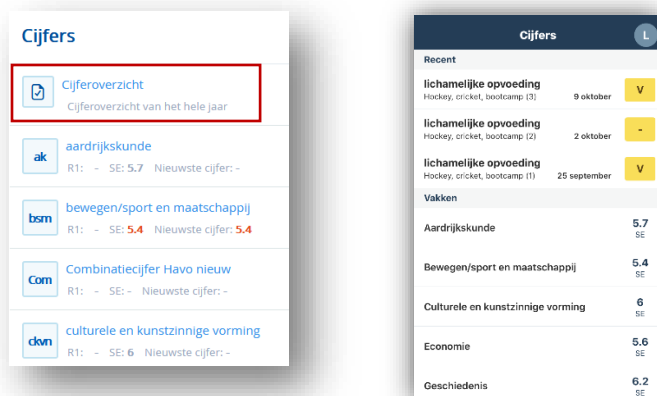 Cijfers
Cijferoverzicht
Cijferoverzicht van het hele jaar
ak
aardrijkskunde
R1: - SE: 5.7 Nieuwste cijfer: -
bsm
bewegen/sport en maatschappij
R1: - SE: 5.4 Nieuwste cijfer: 5.4
Com
Combinatiecijfer Havo nieuw
R1: - SE: - Nieuwste cijfer: -
ckvn
culturele en kunstzinnige vorming
R1: - SE: 6 Nieuwste cijfer: -
Cijfers L
Recent
lichamelijke opvoeding
Hockey, cricket, bootcamp (3) 9 oktober V
lichamelijke opvoeding
Hockey, cricket, bootcamp (2) 2 oktober -
lichamelijke opvoeding
Hockey, cricket, bootcamp (1) 25 september V
Vakken
Aardrijkskunde 5.7
SE
Bewegen/sport en maatschappij 5.4
SE
Culturele en kunstzinnige vorming 6
SE
Economie 5.6
SE
Geschiedenis 6.2
SE